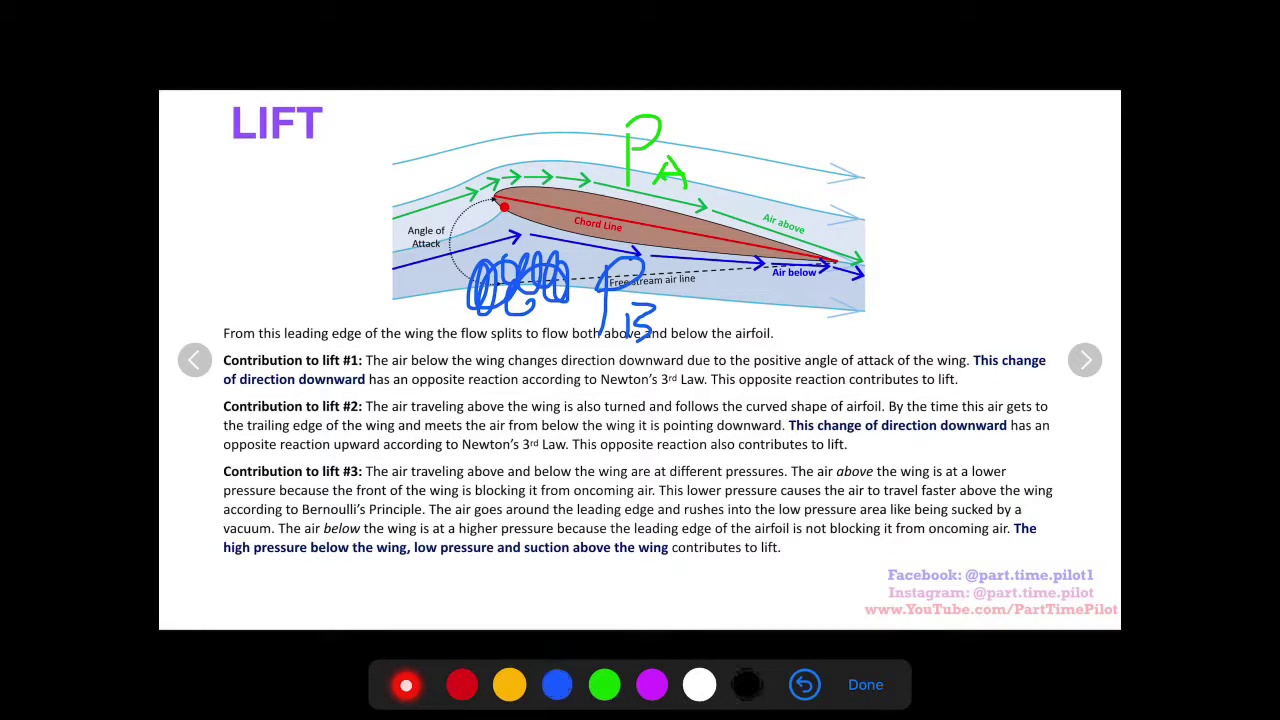 LIFT
P A
Air above
Chord Line
Angle of
Attack
Air below
Free stream air line
P B
From this leading edge of the wing the flow splits to flow both above and below the airfoil.
Contribution to lift #1: The air below the wing changes direction downward due to the positive angle of attack of the wing. This change
of direction downward has an opposite reaction according to Newton's 3rd Law. This opposite reaction contributes to lift.
Contribution to lift #2: The air traveling above the wing is also turned and follows the curved shape of airfoil. By the time this air gets to
the trailing edge of the wing and meets the air from below the wing it is pointing downward. This change of direction downward has an
opposite reaction upward according to Newton's 3rd Law. This opposite reaction also contributes to lift.
Contribution to lift #3: The air traveling above and below the wing are at different pressures. The air above the wing is at a lower
pressure because the front of the wing is blocking it from oncoming air. This lower pressure causes the air to travel faster above the wing
according to Bernoulli's Principle. The air goes around the leading edge and rushes into the low pressure area like being sucked by a
vacuum. The air below the wing is at a higher pressure because the leading edge of the airfoil is not blocking it from oncoming air. The
high pressure below the wing, low pressure and suction above the wing contributes to lift.
Facebook: @part.time.pilot1
Instagram: @part.time.pilot
www.YouTube.com/PartTimePilot
Done